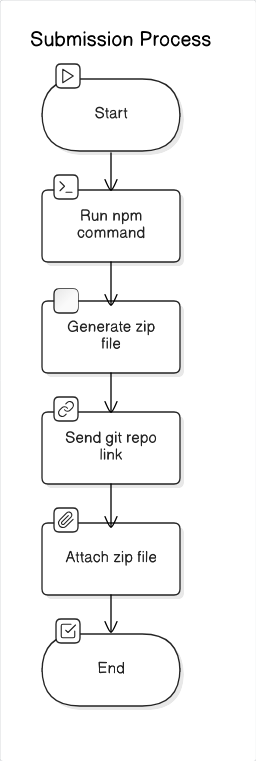 Submission Process
Start
Run npm
command
Generate zip
file
Send git repo
link
Attach zip file
End